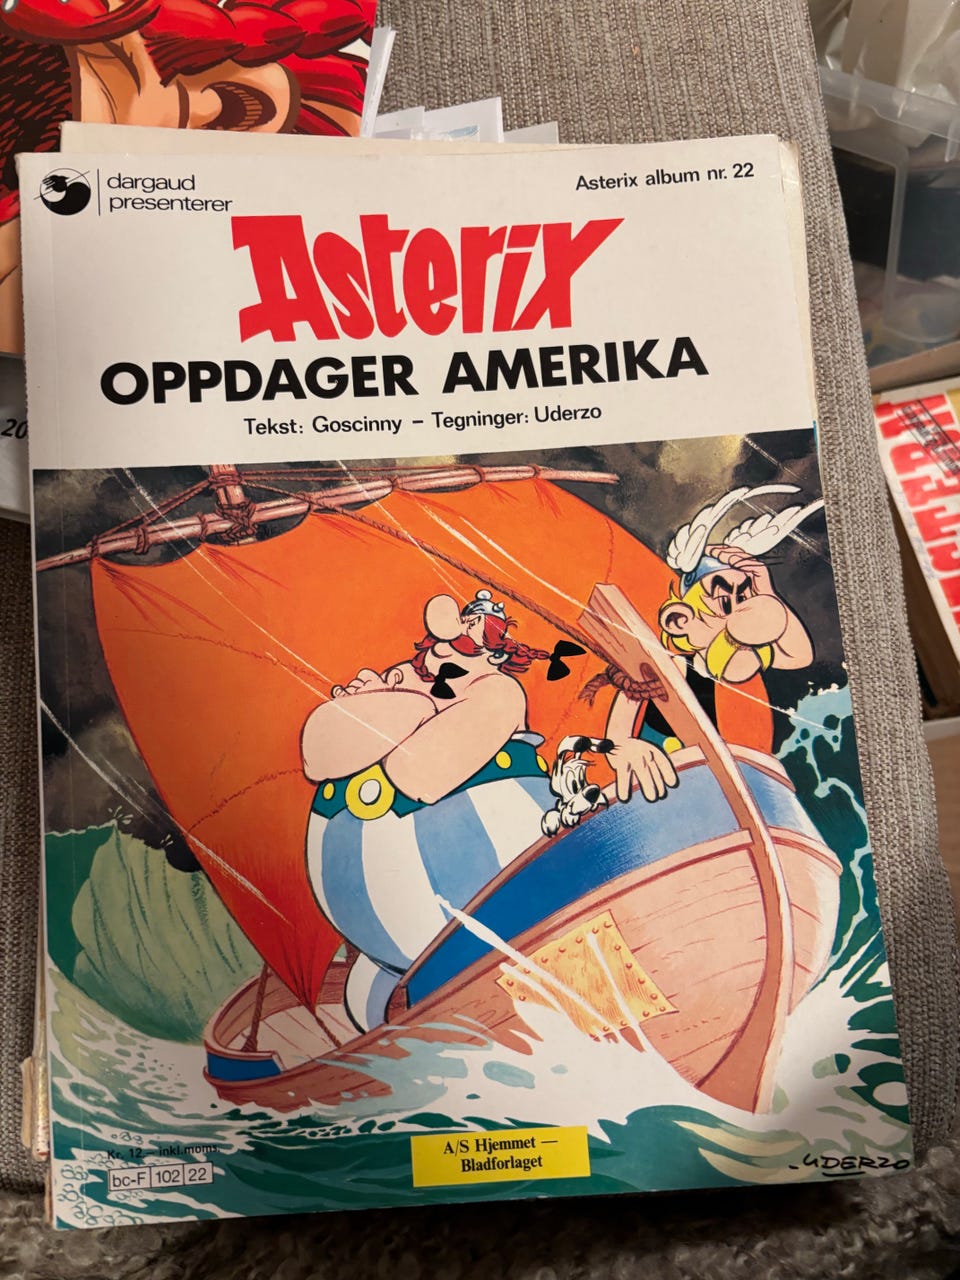 dargaud
presenterer
Asterix album nr. 22
Asterix
OPPDAGER AMERIKA
Tekst: Goscinny – Tegninger: Uderzo
20
Kr. 12.— inkl.moms.
bc-F 102 22
A/S Hjemmet —
Bladforlaget
UDERZO